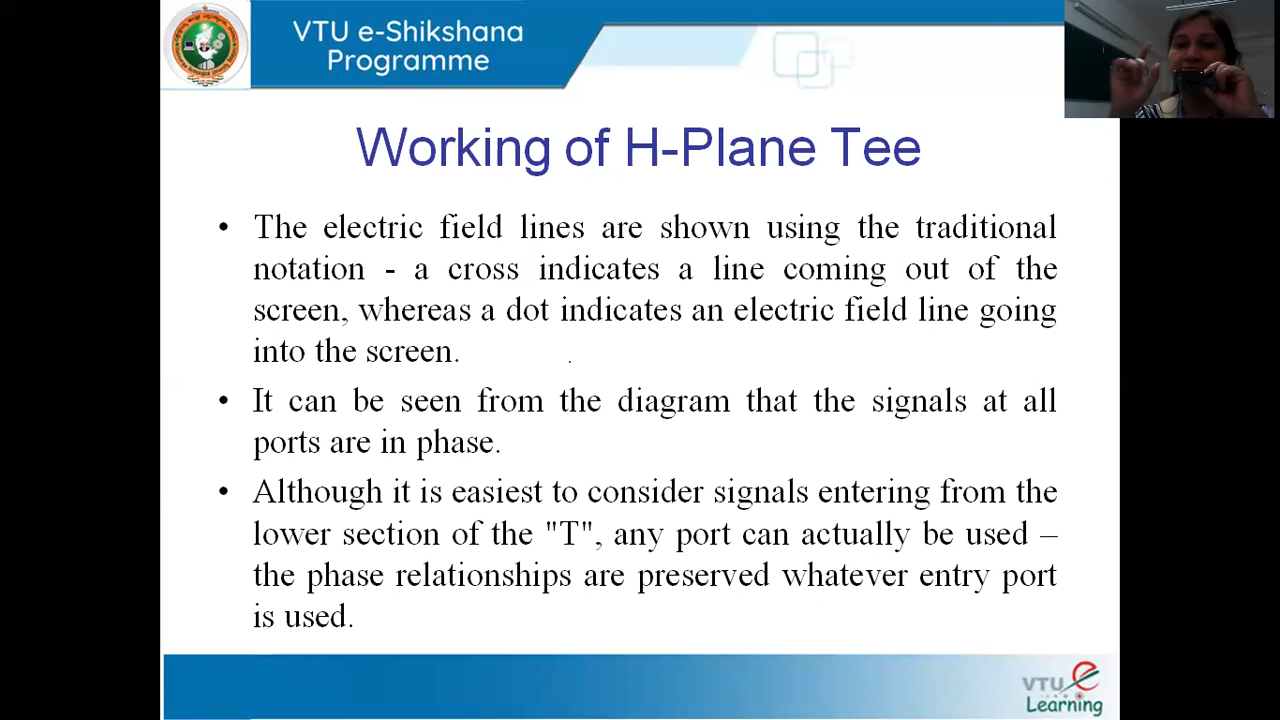 VTU e-Shikshana
Programme
Working of H-Plane Tee
• The electric field lines are shown using the traditional
notation - a cross indicates a line coming out of the
screen, whereas a dot indicates an electric field line going
into the screen.
• It can be seen from the diagram that the signals at all
ports are in phase.
• Although it is easiest to consider signals entering from the
lower section of the "T", any port can actually be used –
the phase relationships are preserved whatever entry port
is used.
VTU e
Learning